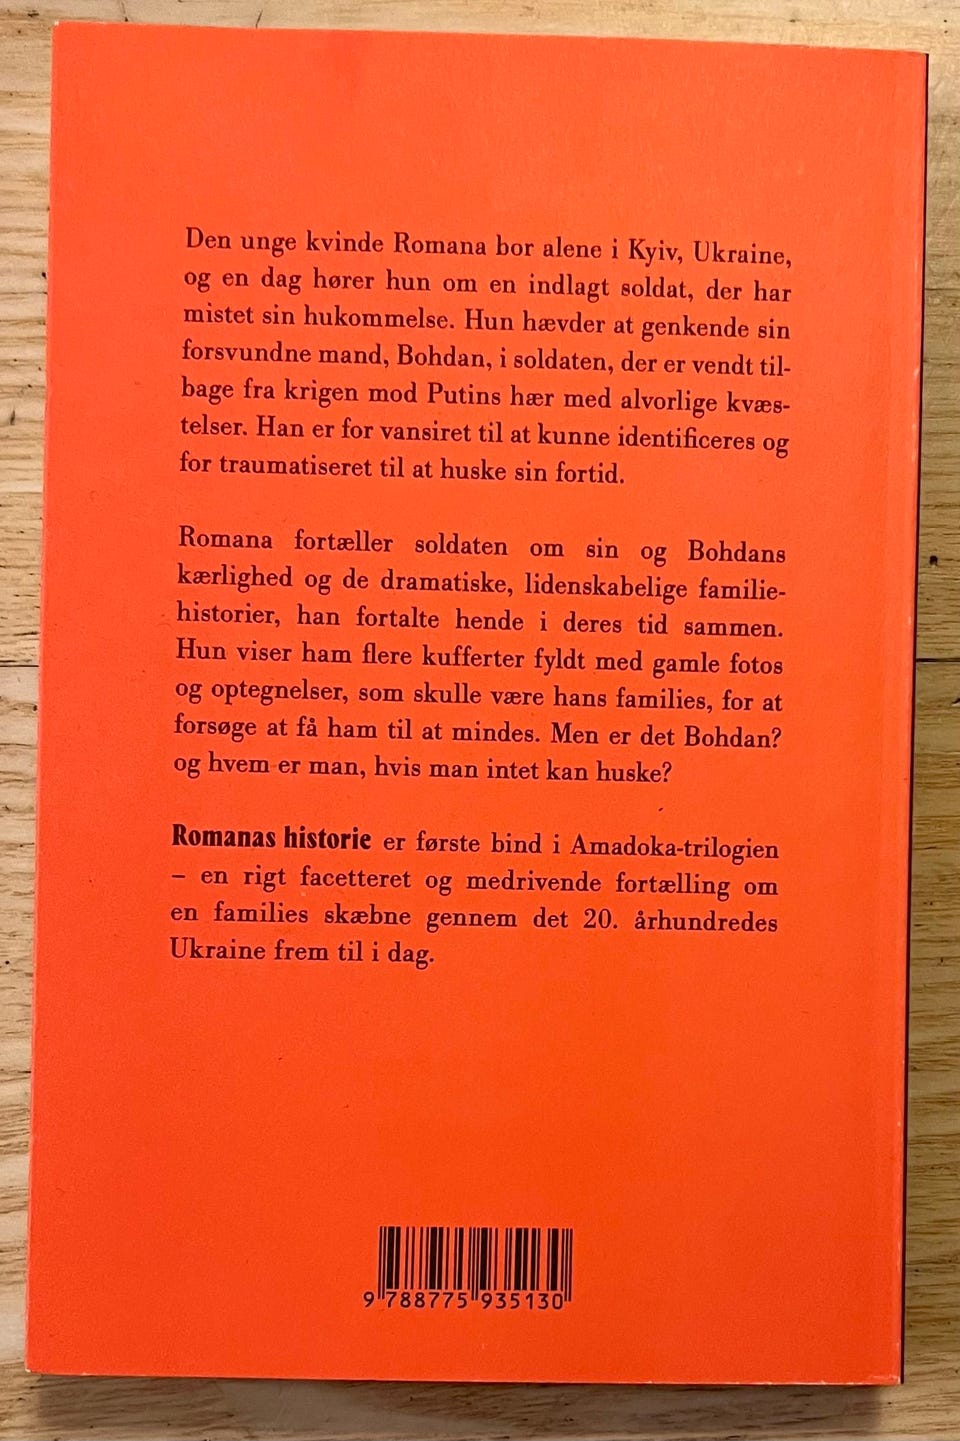 Den unge kvinde Romana bor alene i Kyiv, Ukraine,
og en dag hører hun om en indlagt soldat, der har
mistet sin hukommelse. Hun hævder at genkende sin
forsvundne mand, Bohdan, i soldaten, der er vendt til-
bage fra krigen mod Putins hær med alvorlige kvæs-
telser. Han er for vansiret til at kunne identificeres og
for traumatiseret til at huske sin fortid.
Romana fortæller soldaten om sin og Bohdans
kærlighed og de dramatiske, lidenskabelige familie-
historier, han fortalte hende i deres tid sammen.
Hun viser ham flere kufferter fyldt med gamle fotos
og optegnelser, som skulle være hans families, for at
forsøge at få ham til at mindes. Men er det Bohdan?
og hvem er man, hvis man intet kan huske?
Romanas historie er første bind i Amadoka-trilogien
– en rigt facetteret og medrivende fortælling om
en families skæbne gennem det 20. århundredes
Ukraine frem til i dag.
9 788775 935130